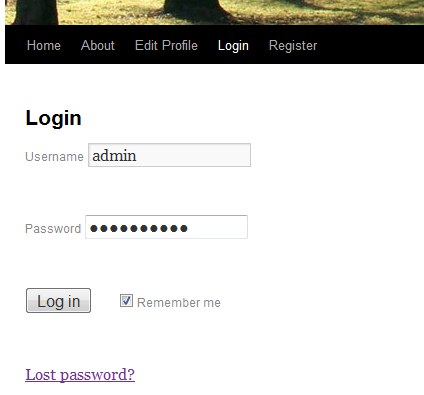 Home About Edit Profile Login Register
Login
Username admin
Password ●●●●●●●●●●
Log in Remember me
Lost password?